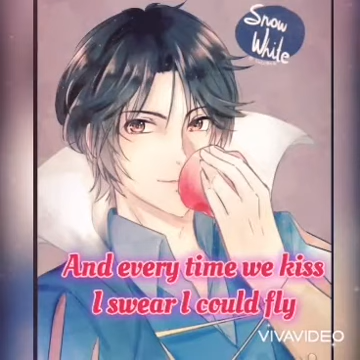 Snow
White
And every time we kiss
I swear I could fly
VIVAVIDEO